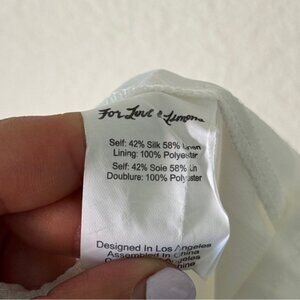 For Love & Lemons
Self: 42% Silk 58% Linen
Lining: 100% Polyester
Self: 42% Soie 58% Lin
Doublure: 100% Polyester
Designed in Los Angeles
Assembled in China
China